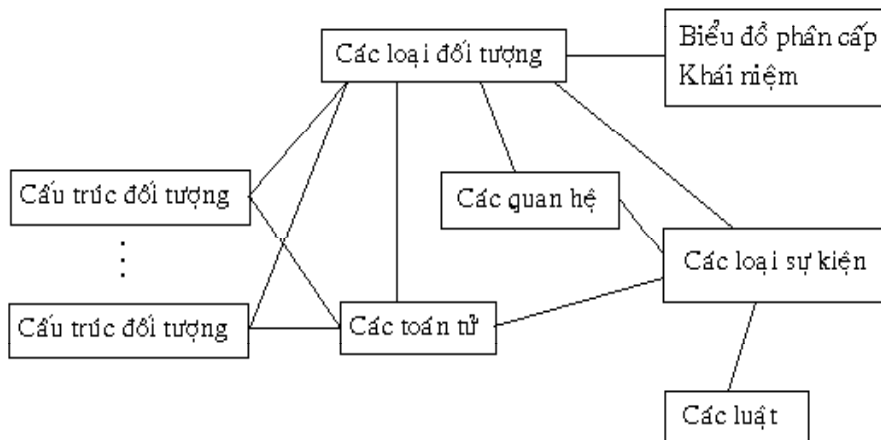 Các loại đối tượng
Biểu đồ phân cấp
Khái niệm
Cấu trúc đối tượng
Các quan hệ
Các loại sự kiện
Cấu trúc đối tượng
Các toán tử
Các luật